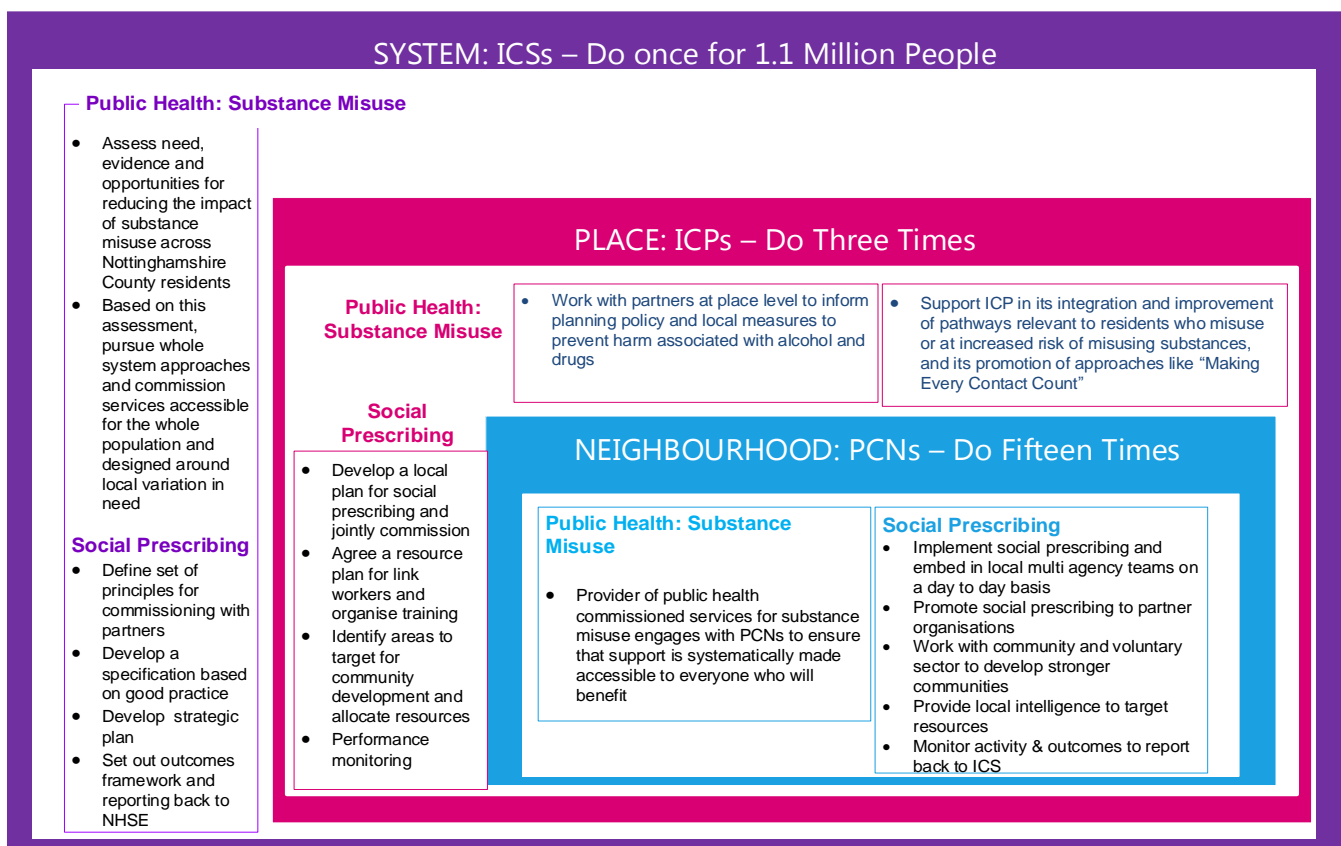 SYSTEM: ICSs – Do once for 1.1 Million People
Public Health: Substance Misuse
• Assess need,
evidence and
opportunities for
reducing the impact
of substance
misuse across
Nottinghamshire
County residents
• Based on this
assessment,
pursue whole
system approaches
and commission
services accessible
for the whole
population and
designed around
local variation in
need
Social Prescribing
• Define set of
principles for
commissioning with
partners
• Develop a
specification based
on good practice
• Develop strategic
plan
• Set out outcomes
framework and
reporting back to
NHSE
PLACE: ICPs – Do Three Times
Public Health:
Substance Misuse
• Work with partners at place level to inform
planning policy and local measures to
prevent harm associated with alcohol and
drugs
• Support ICP in its integration and improvement
of pathways relevant to residents who misuse
or at increased risk of misusing substances,
and its promotion of approaches like “Making
Every Contact Count”
Social
Prescribing
• Develop a local
plan for social
prescribing and
jointly commission
• Agree a resource
plan for link
workers and
organise training
• Identify areas to
target for
community
development and
allocate resources
• Performance
monitoring
NEIGHBOURHOOD: PCNs – Do Fifteen Times
Public Health: Substance
Misuse
• Provider of public health
commissioned services for substance
misuse engages with PCNs to ensure
that support is systematically made
accessible to everyone who will
benefit
Social Prescribing
• Implement social prescribing and
embed in local multi agency teams on
a day to day basis
• Promote social prescribing to partner
organisations
• Work with community and voluntary
sector to develop stronger
communities
• Provide local intelligence to target
resources
• Monitor activity & outcomes to report
back to ICS